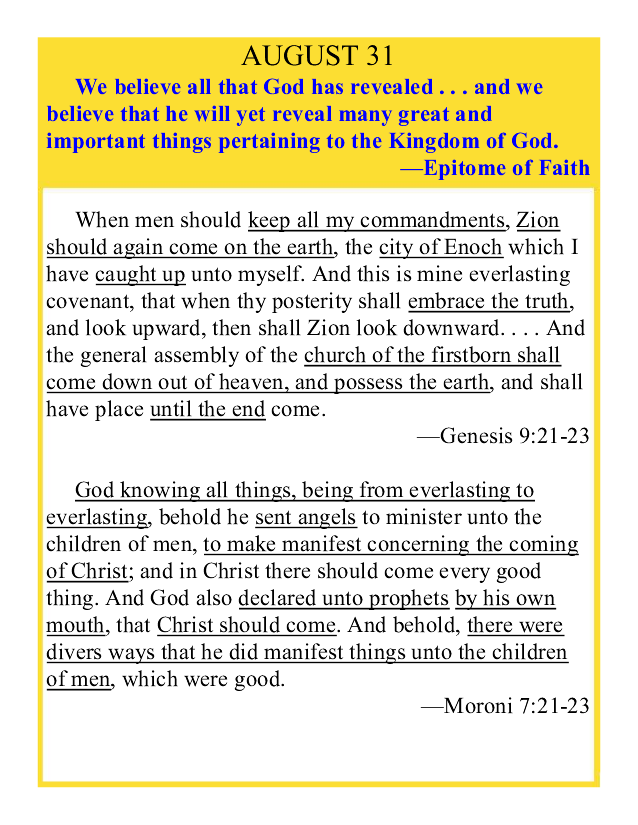 AUGUST 31
We believe all that God has revealed . . . and we
believe that he will yet reveal many great and
important things pertaining to the Kingdom of God.
—Epitome of Faith
When men should keep all my commandments, Zion
should again come on the earth, the city of Enoch which I
have caught up unto myself. And this is mine everlasting
covenant, that when thy posterity shall embrace the truth,
and look upward, then shall Zion look downward. . . . And
the general assembly of the church of the firstborn shall
come down out of heaven, and possess the earth, and shall
have place until the end come.
—Genesis 9:21-23
God knowing all things, being from everlasting to
everlasting, behold he sent angels to minister unto the
children of men, to make manifest concerning the coming
of Christ; and in Christ there should come every good
thing. And God also declared unto prophets by his own
mouth, that Christ should come. And behold, there were
divers ways that he did manifest things unto the children
of men, which were good.
—Moroni 7:21-23